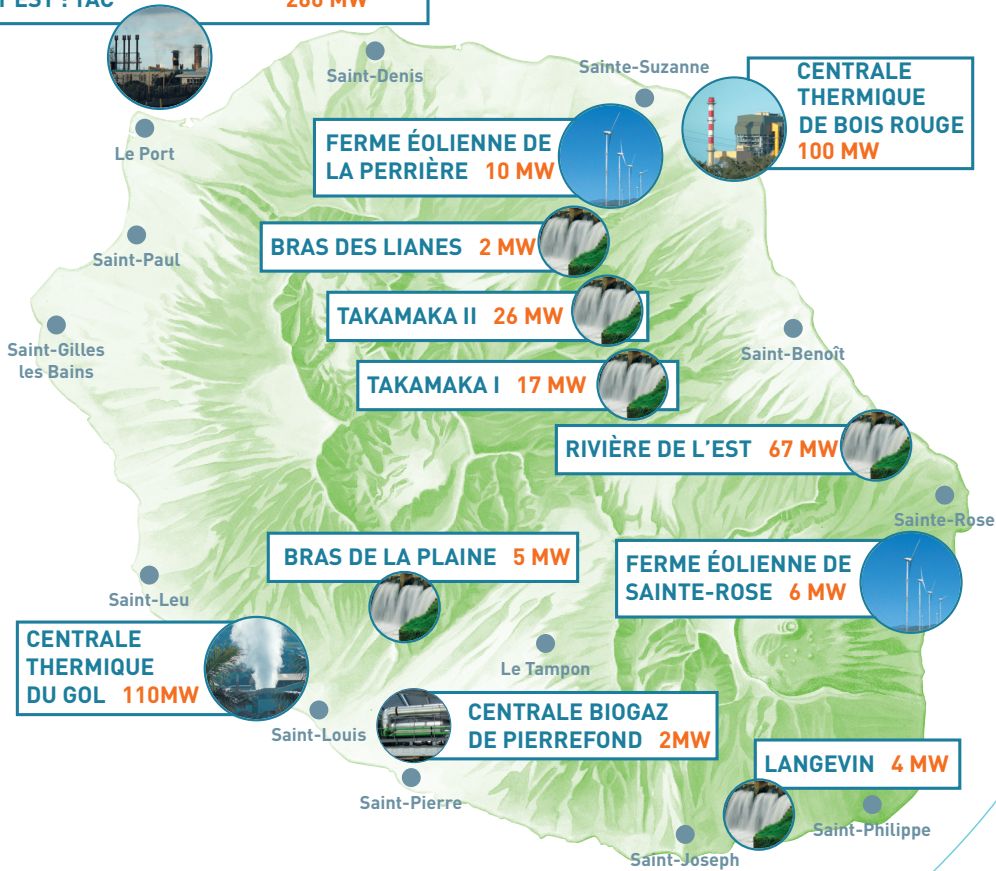 EST : TAC MW
Saint-Denis
Sainte-Suzanne
CENTRALE
THERMIQUE
DE BOIS ROUGE
100 MW
Le Port
FERME ÉOLIENNE DE
LA PERRIÈRE 10 MW
Saint-Paul
BRAS DES LIANES 2 MW
TAKAMAKA II 26 MW
Saint-Gilles
les Bains
Saint-Benoît
TAKAMAKA I 17 MW
RIVIÈRE DE L’EST 67 MW
Sainte-Rose
BRAS DE LA PLAINE 5 MW
FERME ÉOLIENNE DE
SAINTE-ROSE 6 MW
Saint-Leu
CENTRALE
THERMIQUE
DU GOL 110MW
Le Tampon
Saint-Louis
CENTRALE BIOGAZ
DE PIERREFOND 2MW
LANGEVIN 4 MW
Saint-Pierre
Saint-Philippe
Saint-Joseph